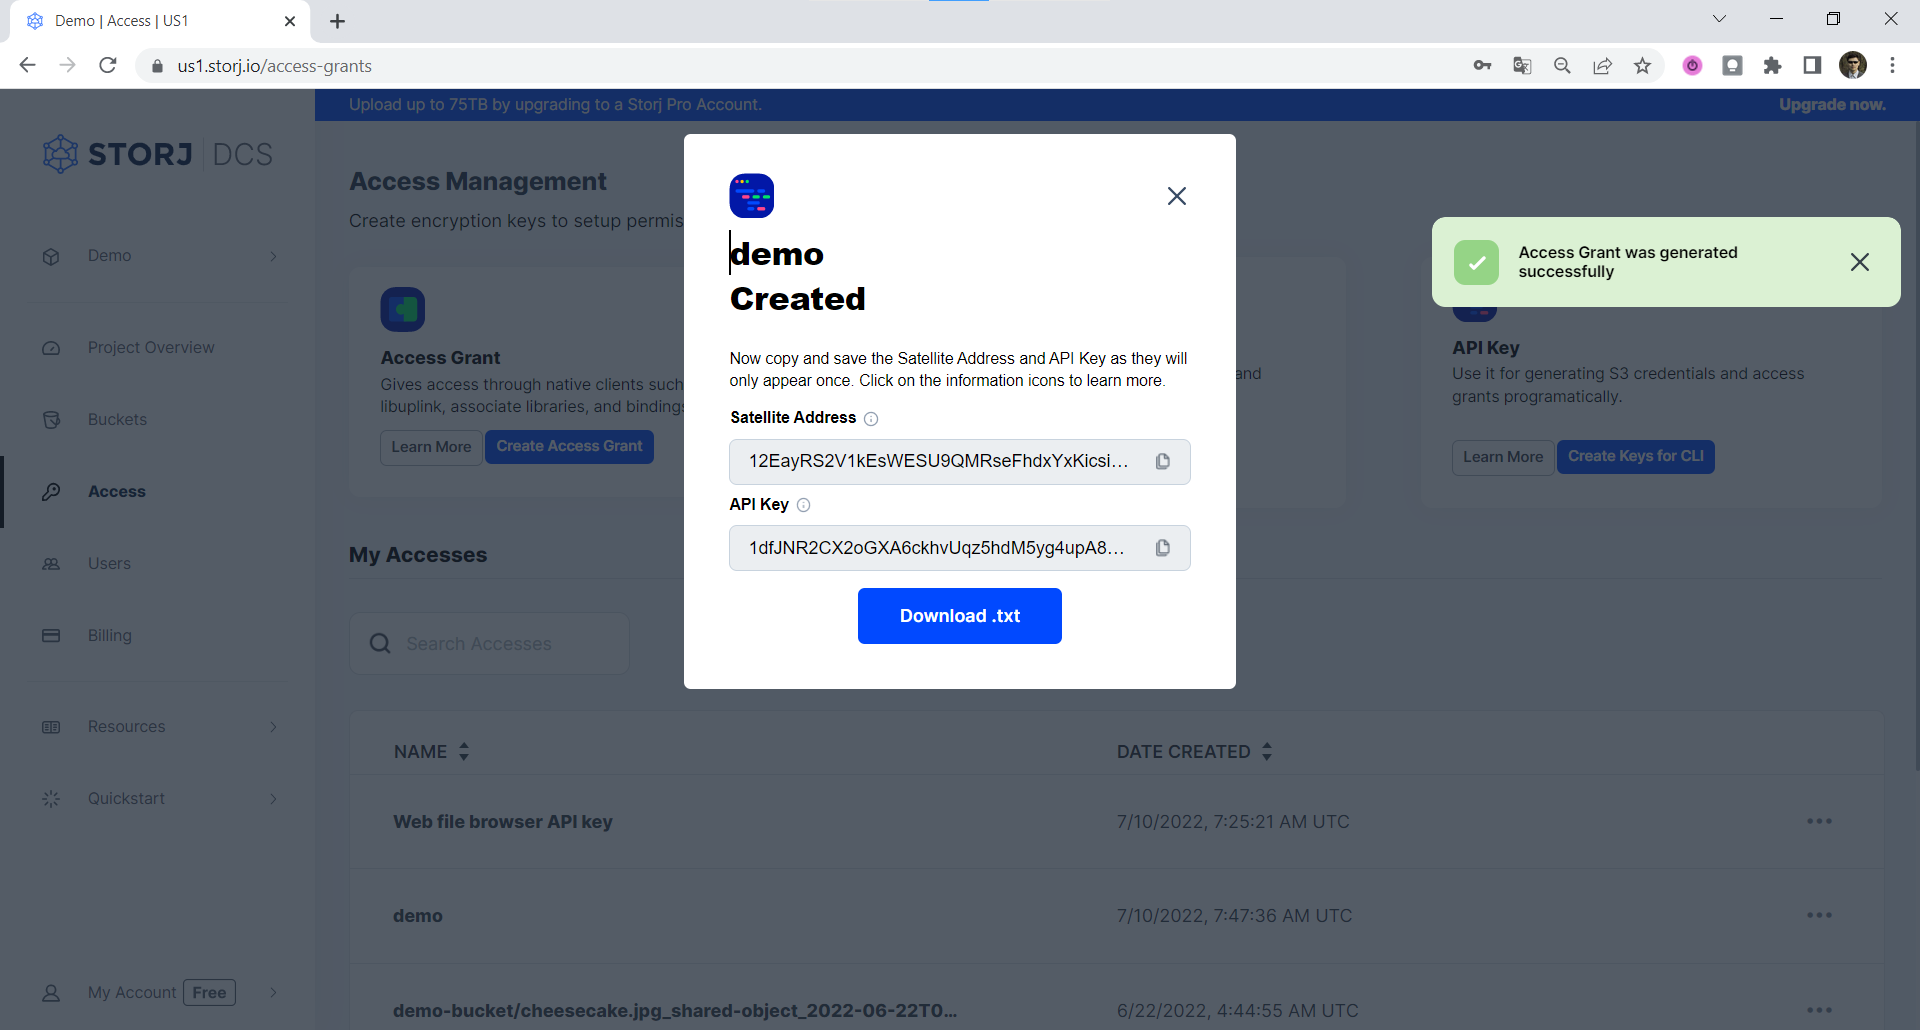 Demo | Access | US1
us1.storj.io/access-grants
Upload up to 75TB by upgrading to a Storj Pro Account.
Upgrade now.
STORJ DCS
Demo
Project Overview
Buckets
Access
Users
Billing
Resources
Quickstart
My Account Free
Access Management
Create encryption keys to setup permis
Access Grant
Gives access through native clients such
libuplink, associate libraries, and bindings
Learn More
Create Access Grant
and
API Key
Use it for generating S3 credentials and access
grants programatically.
Learn More
Create Keys for CLI
Access Grant was generated
successfully
demo
Created
Now copy and save the Satellite Address and API Key as they will
only appear once. Click on the information icons to learn more.
Satellite Address
12EayRS2V1kEsWESU9QMRseFhdxYxKicsi...
API Key
1dfJNR2CX2oGXA6ckhvUqz5hdM5yg4upA8...
Download .txt
My Accesses
Search Accesses
NAME
DATE CREATED
Web file browser API key
7/10/2022, 7:25:21 AM UTC
demo
7/10/2022, 7:47:36 AM UTC
demo-bucket/cheesecake.jpg_shared-object_2022-06-22T0...
6/22/2022, 4:44:55 AM UTC